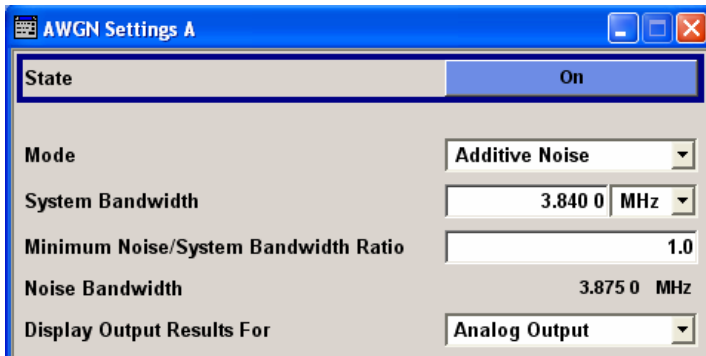 AWGN Settings A
State On
Mode Additive Noise
System Bandwidth 3.840 0 MHz
Minimum Noise/System Bandwidth Ratio 1.0
Noise Bandwidth 3.875 0 MHz
Display Output Results For Analog Output